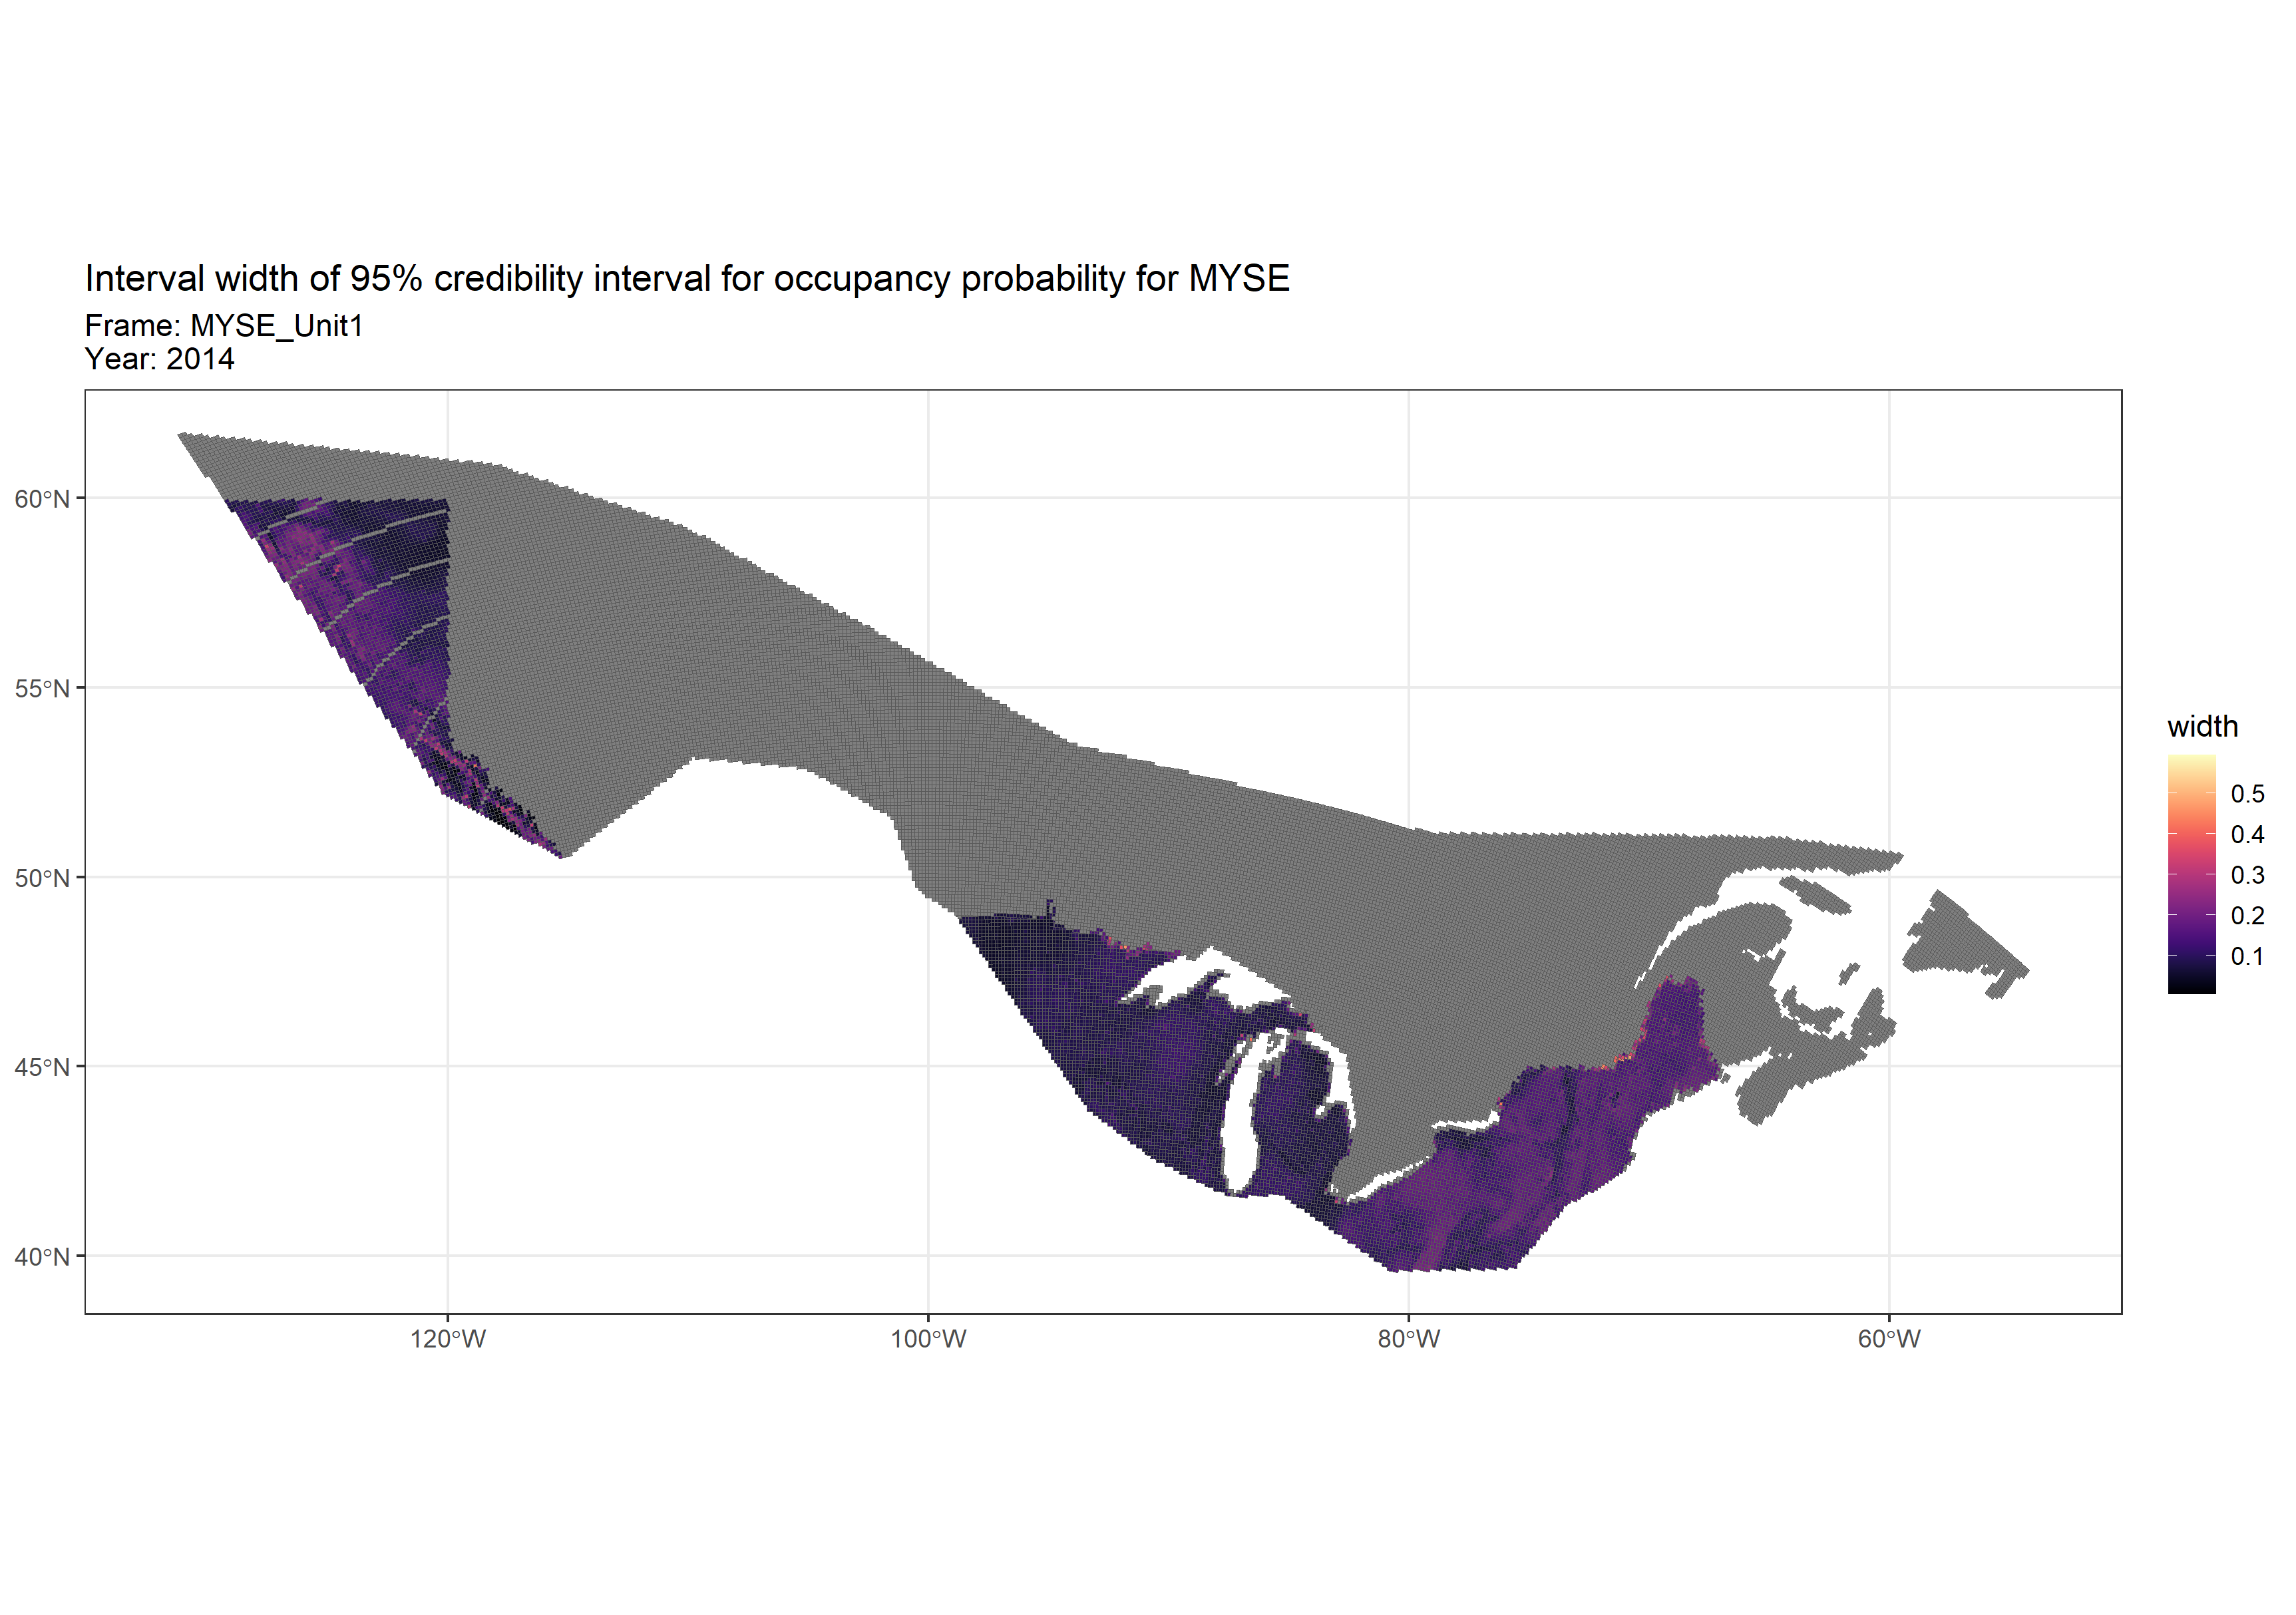 Interval width of 95% credibility interval for occupancy probability for MYSE
Frame: MYSE_Unit1
Year: 2014
60°N
55°N
50°N
45°N
40°N
120°W
100°W
80°W
60°W
width
0.5
0.4
0.3
0.2
0.1